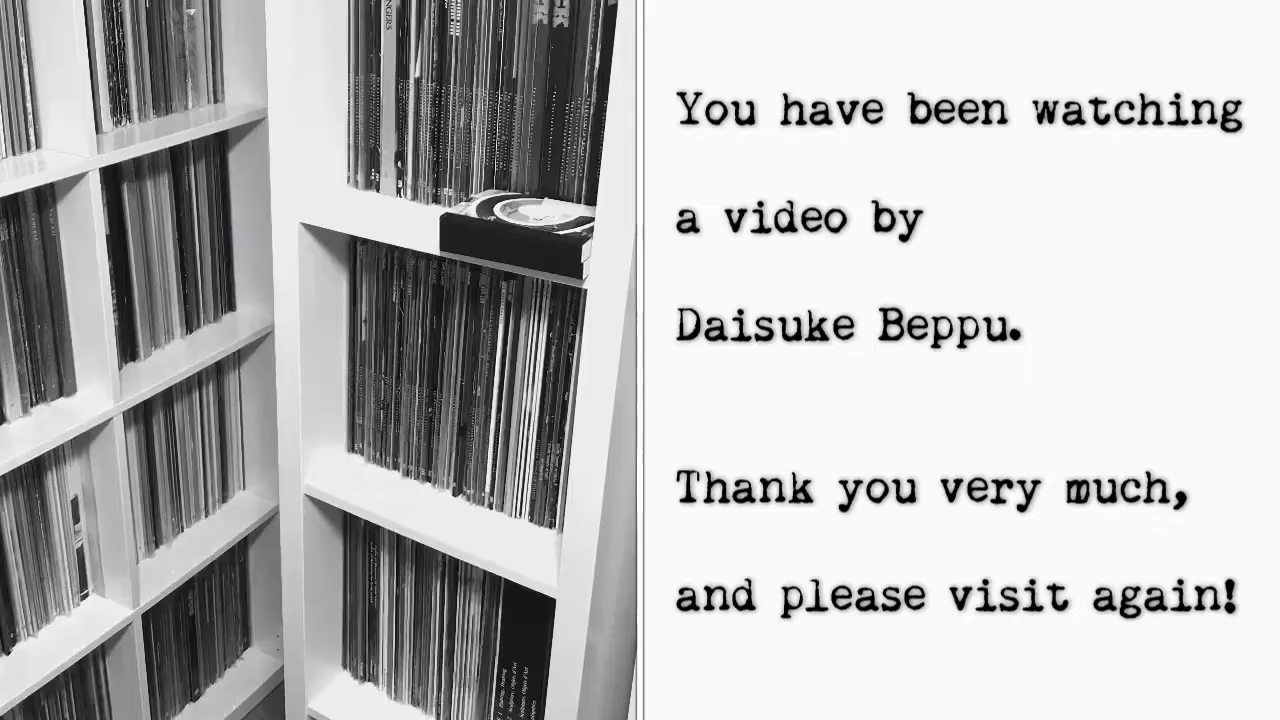 You have been watching
a video by
Daisuke Beppu.
Thank you very much,
and please visit again!